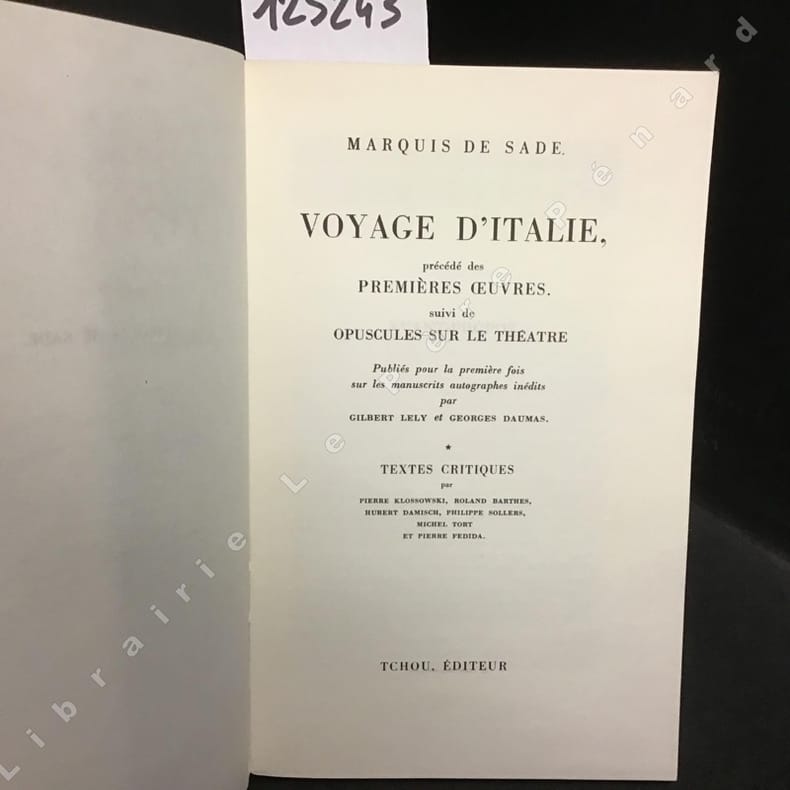 125243
MARQUIS DE SADE.
VOYAGE D'ITALIE,
précédé des
PREMIÈRES ŒUVRES.
suivi de
OPUSCULES SUR LE THÉATRE
Publiés pour la première fois
sur les manuscrits autographes inédits
par
GILBERT LELY et GEORGES DAUMAS.
*
TEXTES CRITIQUES
par
PIERRE KLOSSOWSKI, ROLAND BARTHES,
HUBERT DAMISCH, PHILIPPE SOLLERS,
MICHEL TORT
ET PIERRE FEDIDA.
TCHOU, ÉDITEUR
Librairie Le Père Pénard